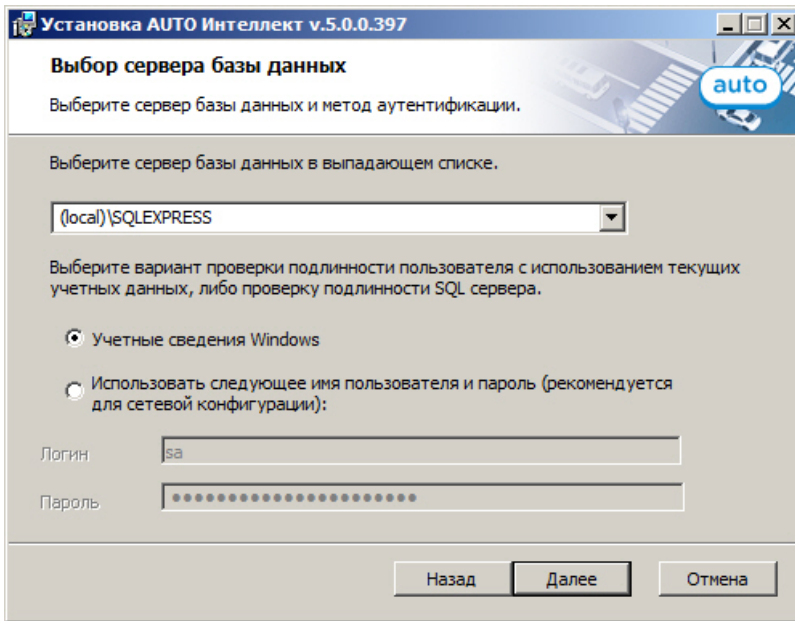 Установка AUTO Интеллект v.5.0.0.397
Выбор сервера базы данных
Выберите сервер базы данных и метод аутентификации.
auto
Выберите сервер базы данных в выпадающем списке.
(local)\SQLEXPRESS
Выберите вариант проверки подлинности пользователя с использованием текущих
учетных данных, либо проверку подлинности SQL сервера.
Учетные сведения Windows
Использовать следующее имя пользователя и пароль (рекомендуется
для сетевой конфигурации):
Логин
sa
Пароль
Назад
Далее
Отмена